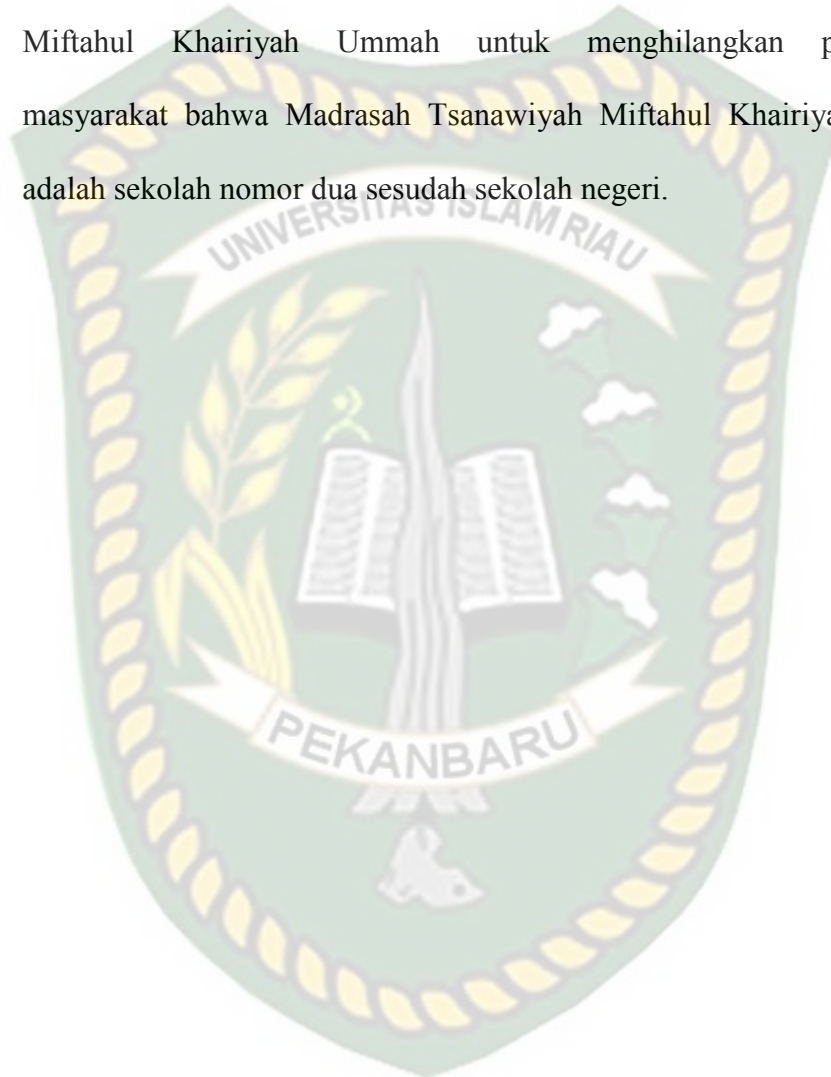 Miftahul Khairiyah Ummah untuk menghilangkan
masyarakat bahwa Madrasah Tsanawiyah Miftahul
adalah sekolah nomor dua sesudah sekolah negeri.
UNIVERSITAS ISLAM RIAU
PEKANBARU